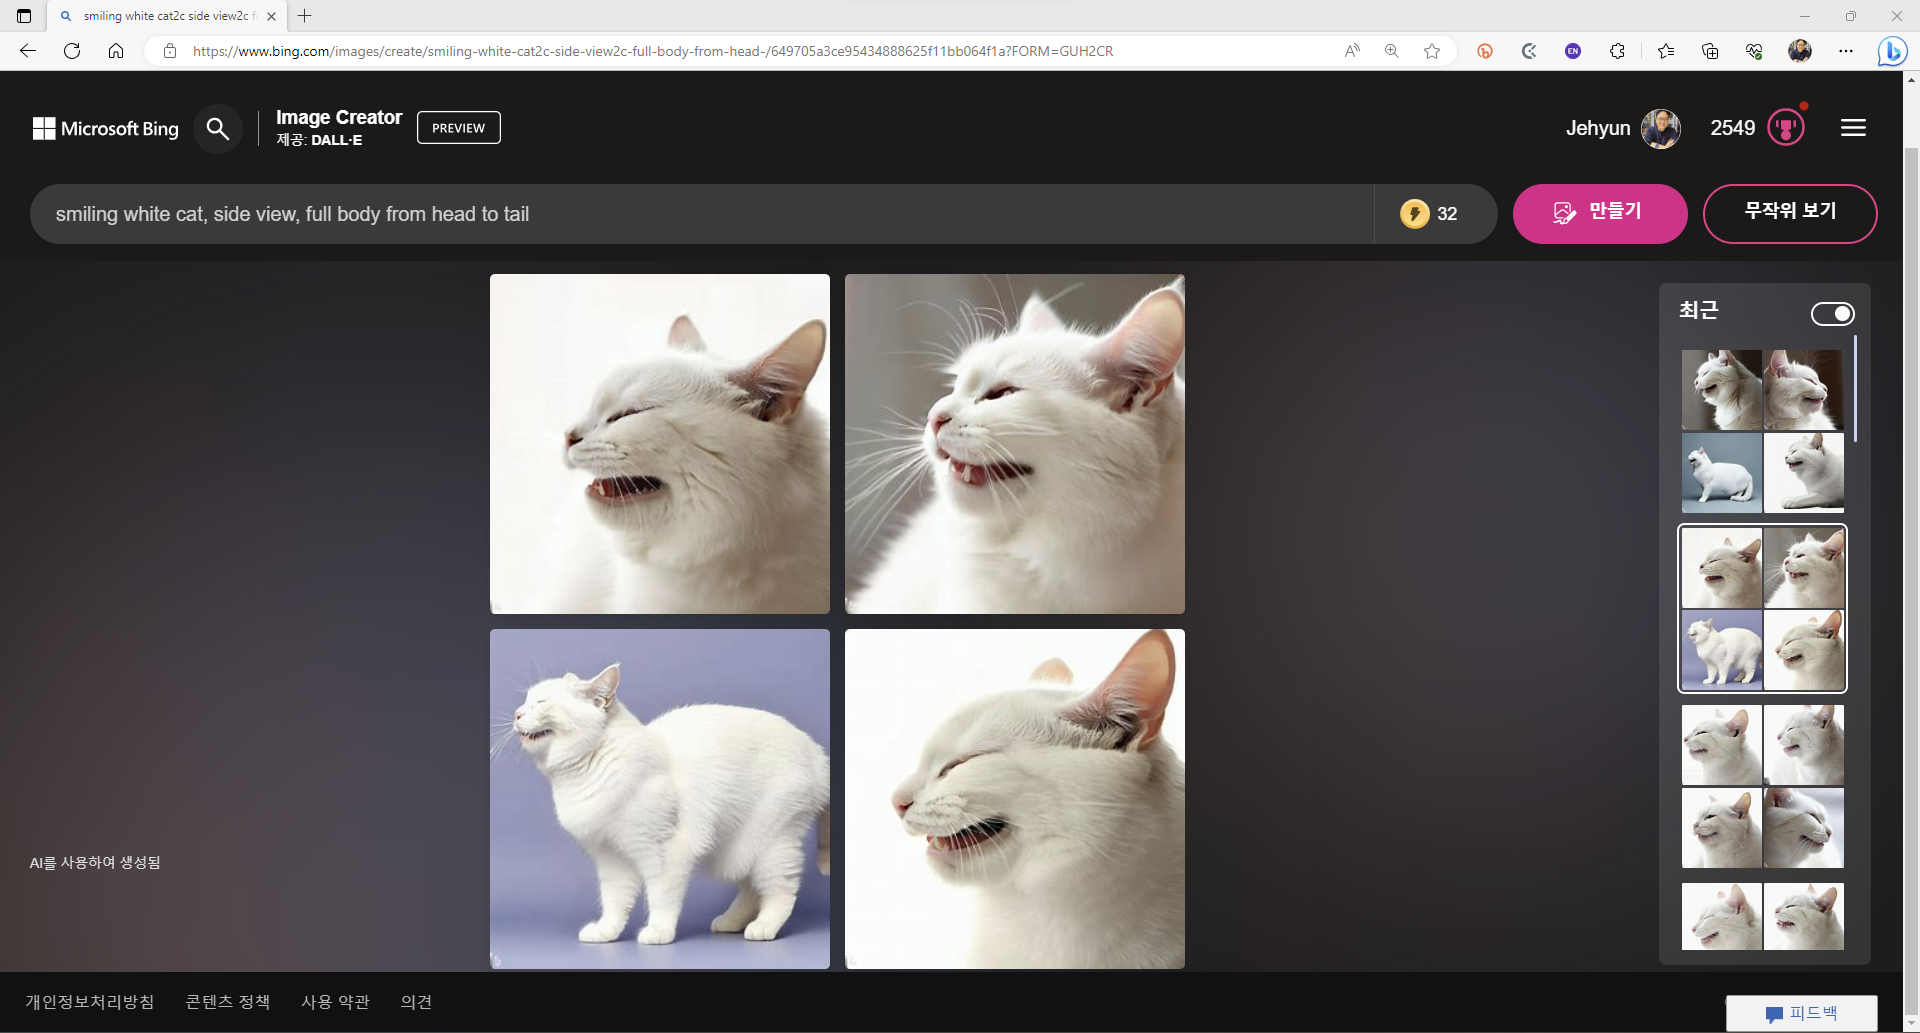 smiling white cat2c side view2c f
https://www.bing.com/images/create/smiling-white-cat2c-side-view2c-full-body-from-head-/649705a3ce95434888625f11bb064f1a?FORM=GUH2CR
EN
Microsoft Bing
Image Creator
제공: DALL·E
PREVIEW
Jehyun
2549
smiling white cat, side view, full body from head to tail
32
만들기
무작위 보기
최근
AI를 사용하여 생성됨
개인정보처리방침
콘텐츠 정책
사용 약관
의견
피드백